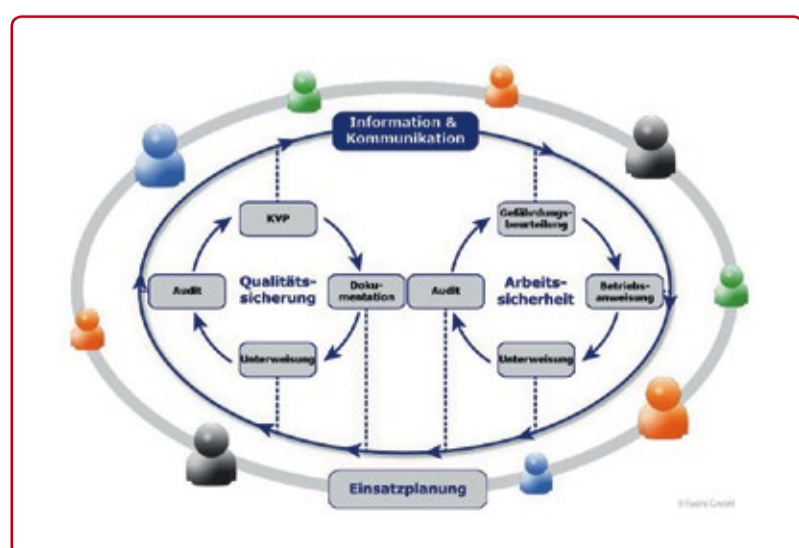 Information &
Kommunikation
KVP
Audit
Qualitäts-
sicherung
Doku-
mentation
Unterweisung
Gefährdungs-
beurteilung
Audit
Arbeits-
sicherheit
Betriebs-
anweisung
Unterweisung
Einsatzplanung